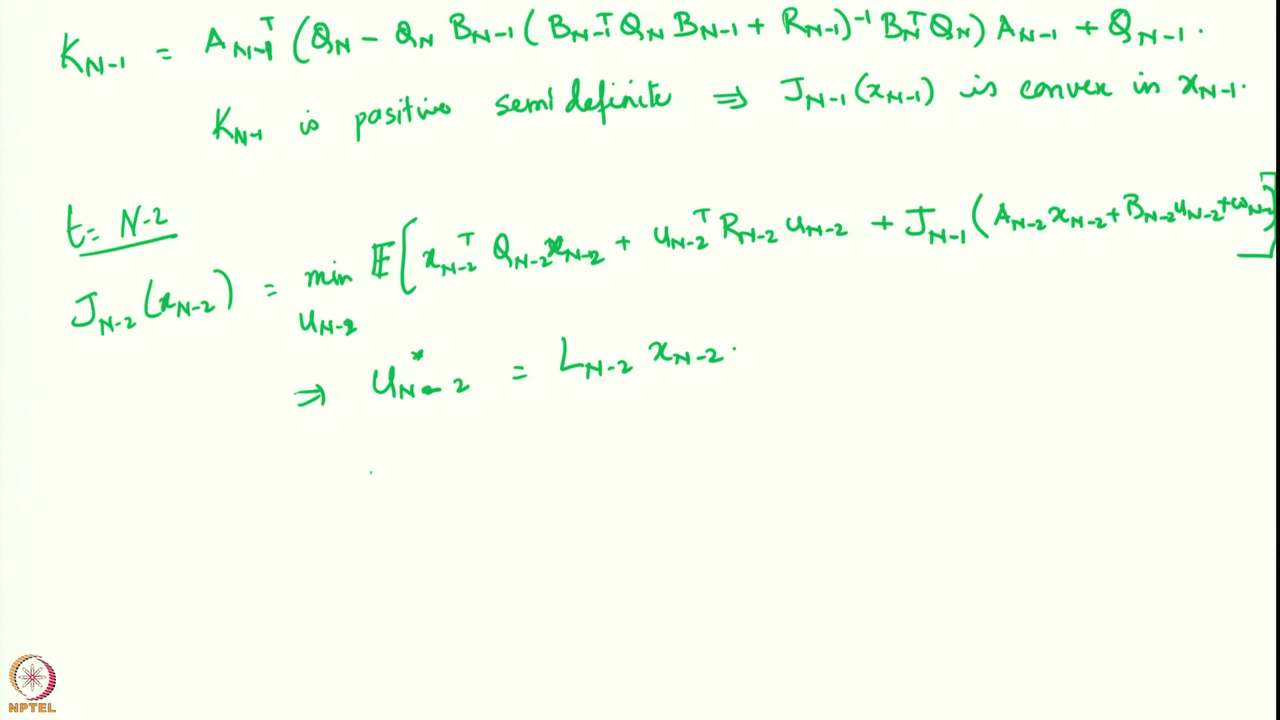 K_{N-1} = A_{N-1}^T (Q_N - Q_N B_{N-1} (B_{N-1}^T Q_N B_{N-1} + R_{N-1})^{-1} B_N^T Q_N) A_{N-1} + Q_{N-1}.
K_{N-1} is positive semidefinite ⇒ J_{N-1}(x_{N-1}) is convex in x_{N-1}.
t = N-2
J_{N-2}(x_{N-2}) = min_{u_{N-2}} 𝔼[x_{N-2}^T Q_{N-2} x_{N-2} + u_{N-2}^T R_{N-2} u_{N-2} + J_{N-1}(A_{N-2} x_{N-2} + B_{N-2} u_{N-2} + ω_{N-2})]
⇒ u_{N-2}^* = L_{N-2} x_{N-2}.
NPTEL